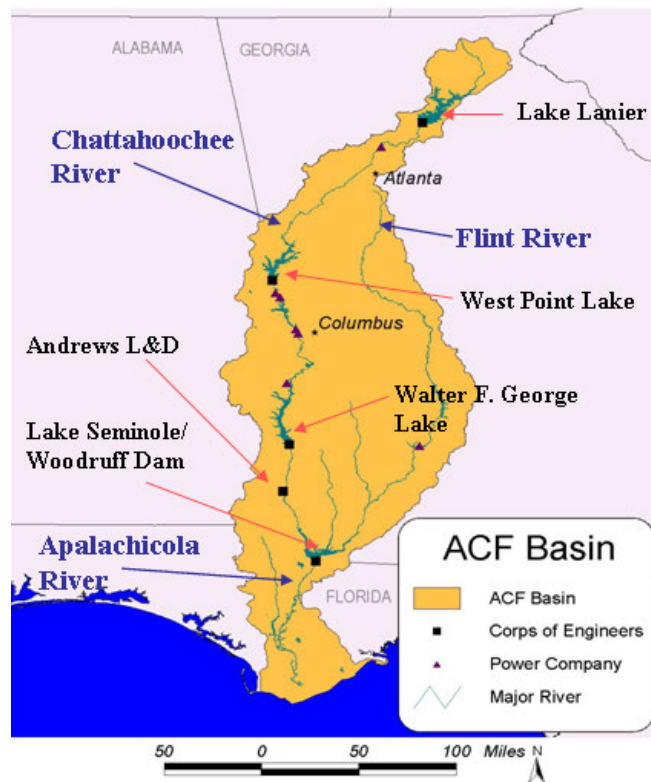 ALABAMA
GEORGIA
Lake Lanier
Chattahoochee
River
Atlanta
Flint River
West Point Lake
Columbus
Andrews L&D
Walter F. George
Lake
Lake Seminole/
Woodruff Dam
Apalachicola
River
FLORIDA
ACF Basin
ACF Basin
Corps of Engineers
Power Company
Major River
50 0 50 100 Miles N